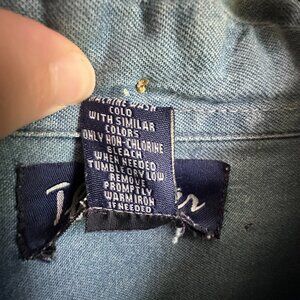 MACHINE WASH
COLD
WITH SIMILAR
COLORS
ONLY NON-CHLORINE
BLEACH
WHEN NEEDED
TUMBLE DRY LOW
REMOVE
PROMPTLY
WARM IRON
IF NEEDED